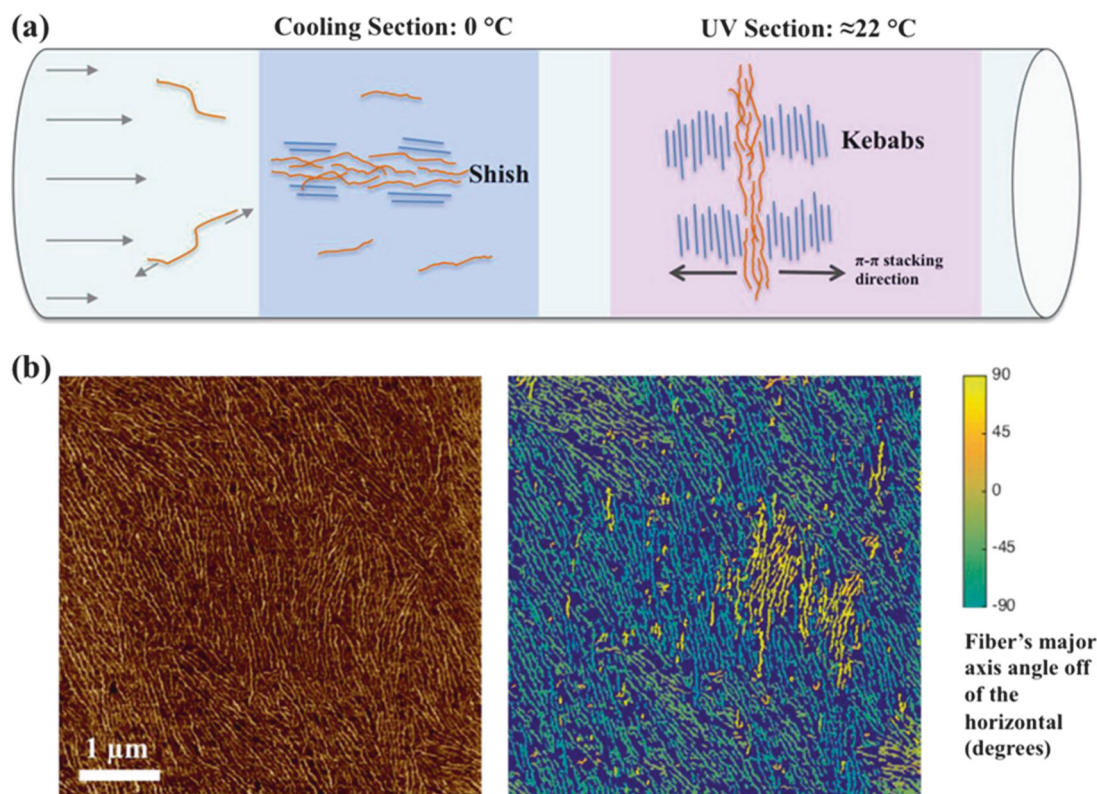 (a)
Cooling Section: 0 °C
UV Section: ≈22 °C
Shish
Kebabs
π-π stacking
direction
(b)
1 µm
90
45
0
-45
-90
Fiber's major
axis angle off
of the
horizontal
(degrees)